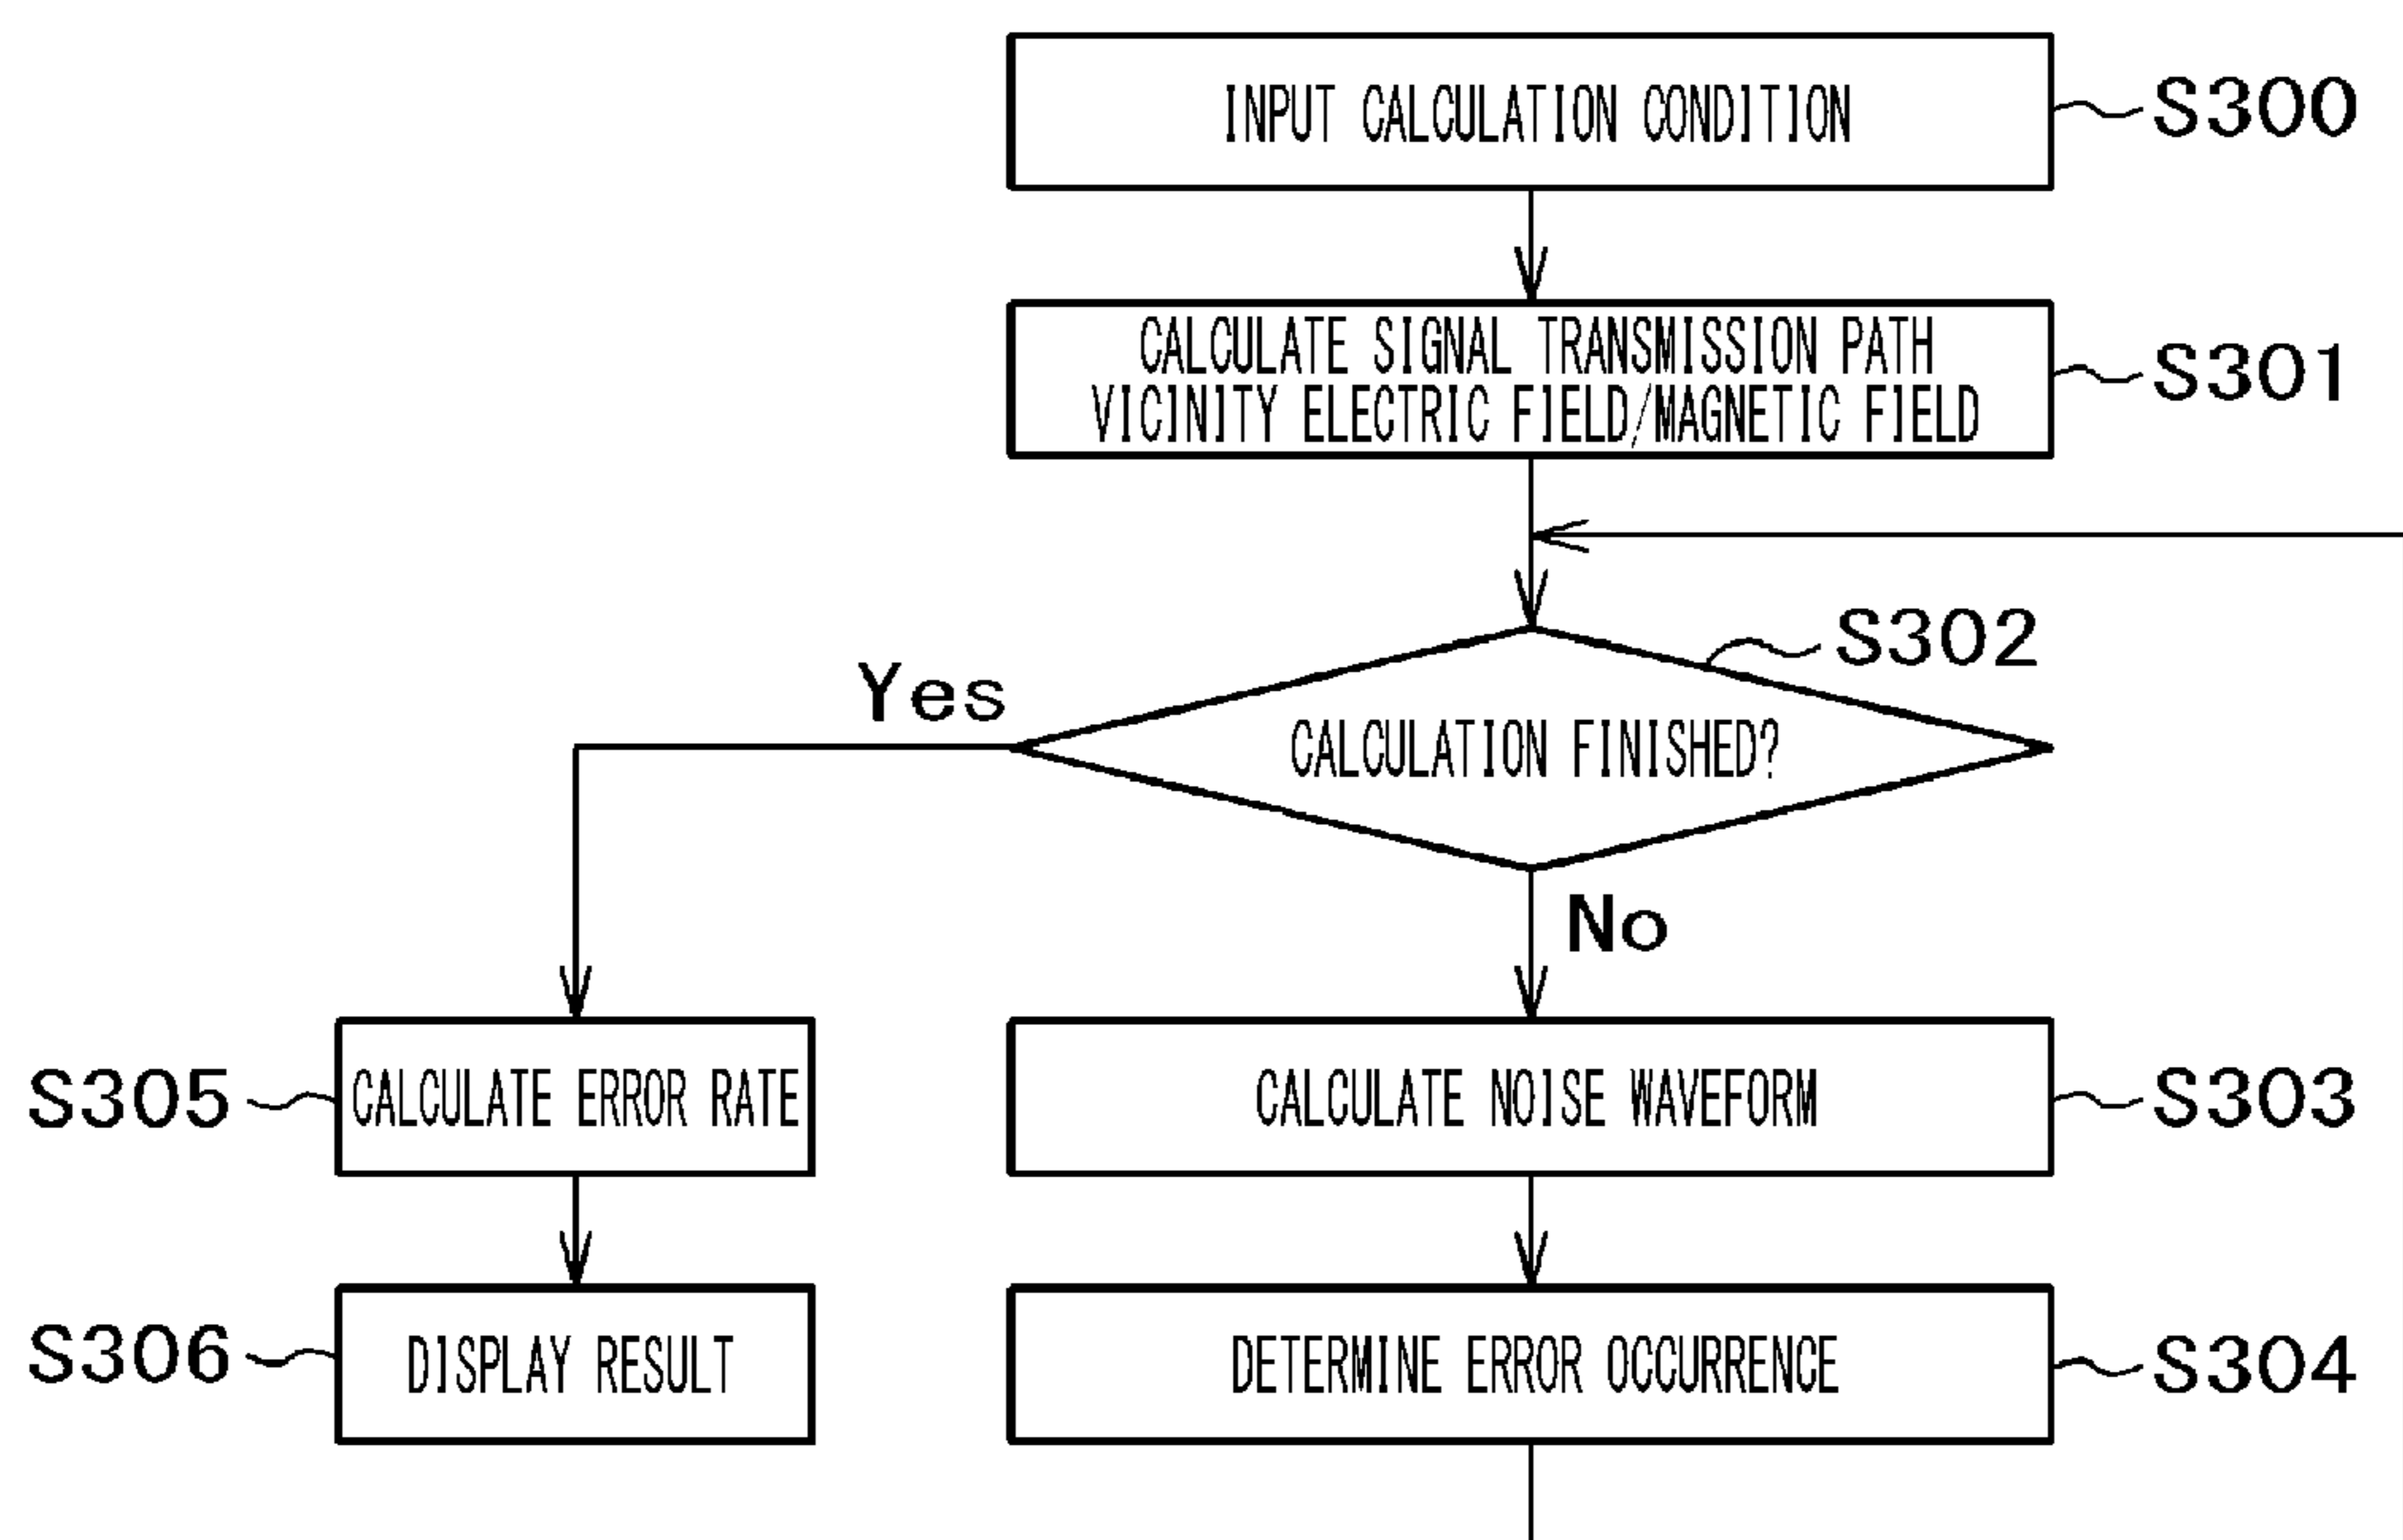 INPUT CALCULATION CONDITION
S300
CALCULATE SIGNAL TRANSMISSION PATH
VICINITY ELECTRIC FIELD/MAGNETIC FIELD
S301
S302
Yes
CALCULATION FINISHED?
No
S305
CALCULATE ERROR RATE
CALCULATE NOISE WAVEFORM
S303
S306
DISPLAY RESULT
DETERMINE ERROR OCCURRENCE
S304